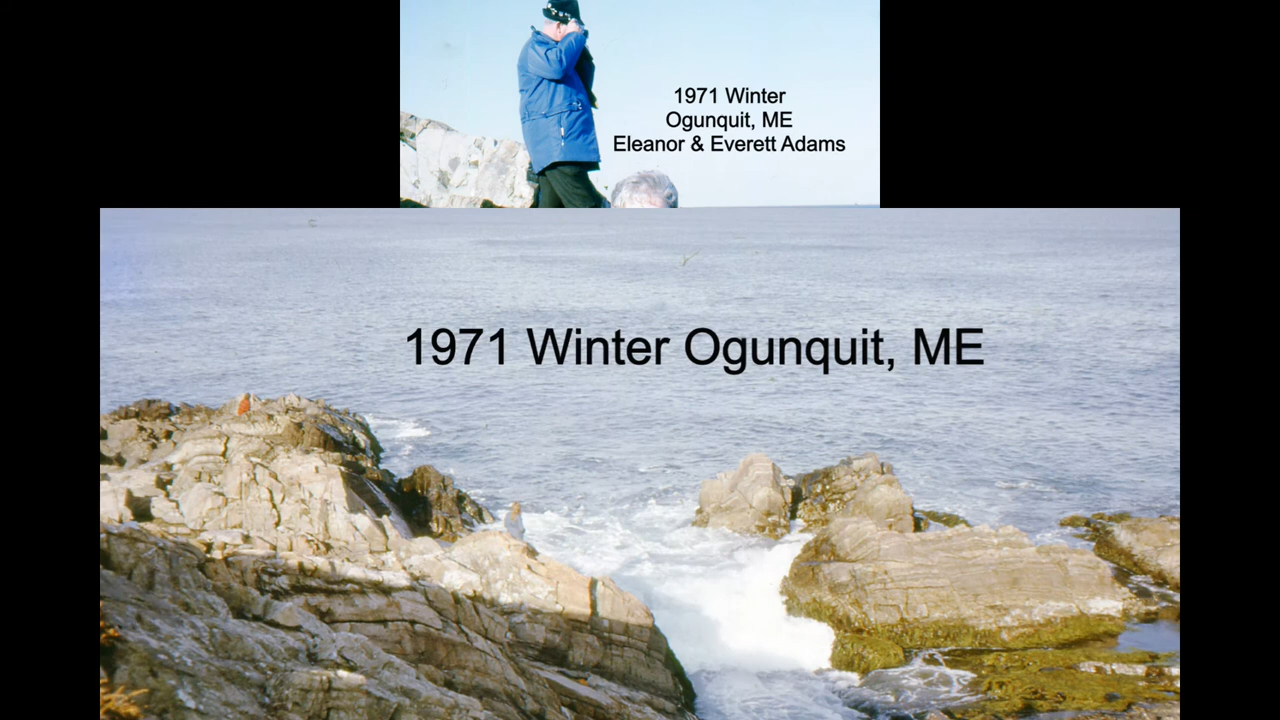 1971 Winter
Ogunquit, ME
Eleanor & Everett Adams
1971 Winter Ogunquit, ME